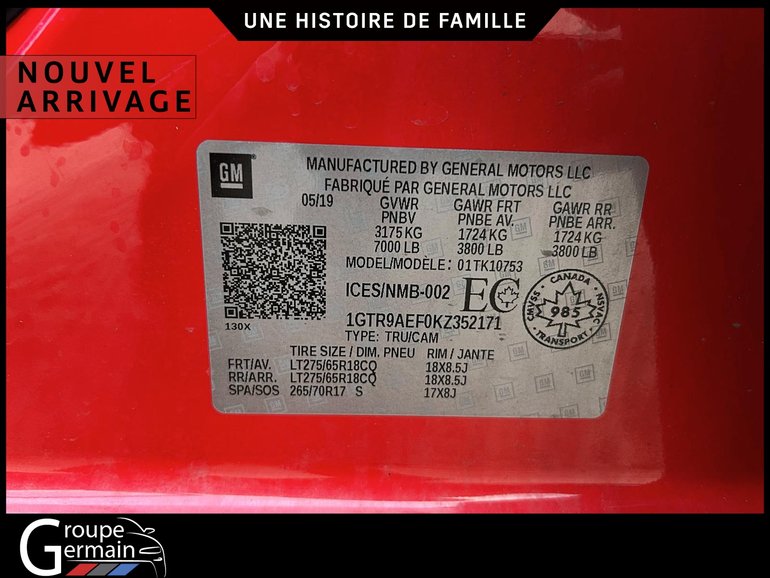 UNE HISTOIRE DE FAMILLE
NOUVEL
ARRIVAGE
GM
MANUFACTURED BY GENERAL MOTORS LLC
FABRIQUÉ PAR GENERAL MOTORS LLC
05/19 GVWR GAWR FRT GAWR RR
PNBV PNBE AV. PNBE ARR.
3175 KG 1724 KG 1724 KG
7000 LB 3800 LB 3800 LB
MODEL/MODÈLE: 01TK10753
ICES/NMB-002 EC
CANADA
CMVSS NSVAC
985
TRANSPORT
130X
1GTR9AEF0KZ352171
TYPE: TRU/CAM
TIRE SIZE / DIM. PNEU RIM / JANTE
FRT/AV. LT275/65R18CQ 18X8.5J
RR/ARR. LT275/65R18CQ 18X8.5J
SPA/SOS 265/70R17 S 17X8J
Groupe
Germain